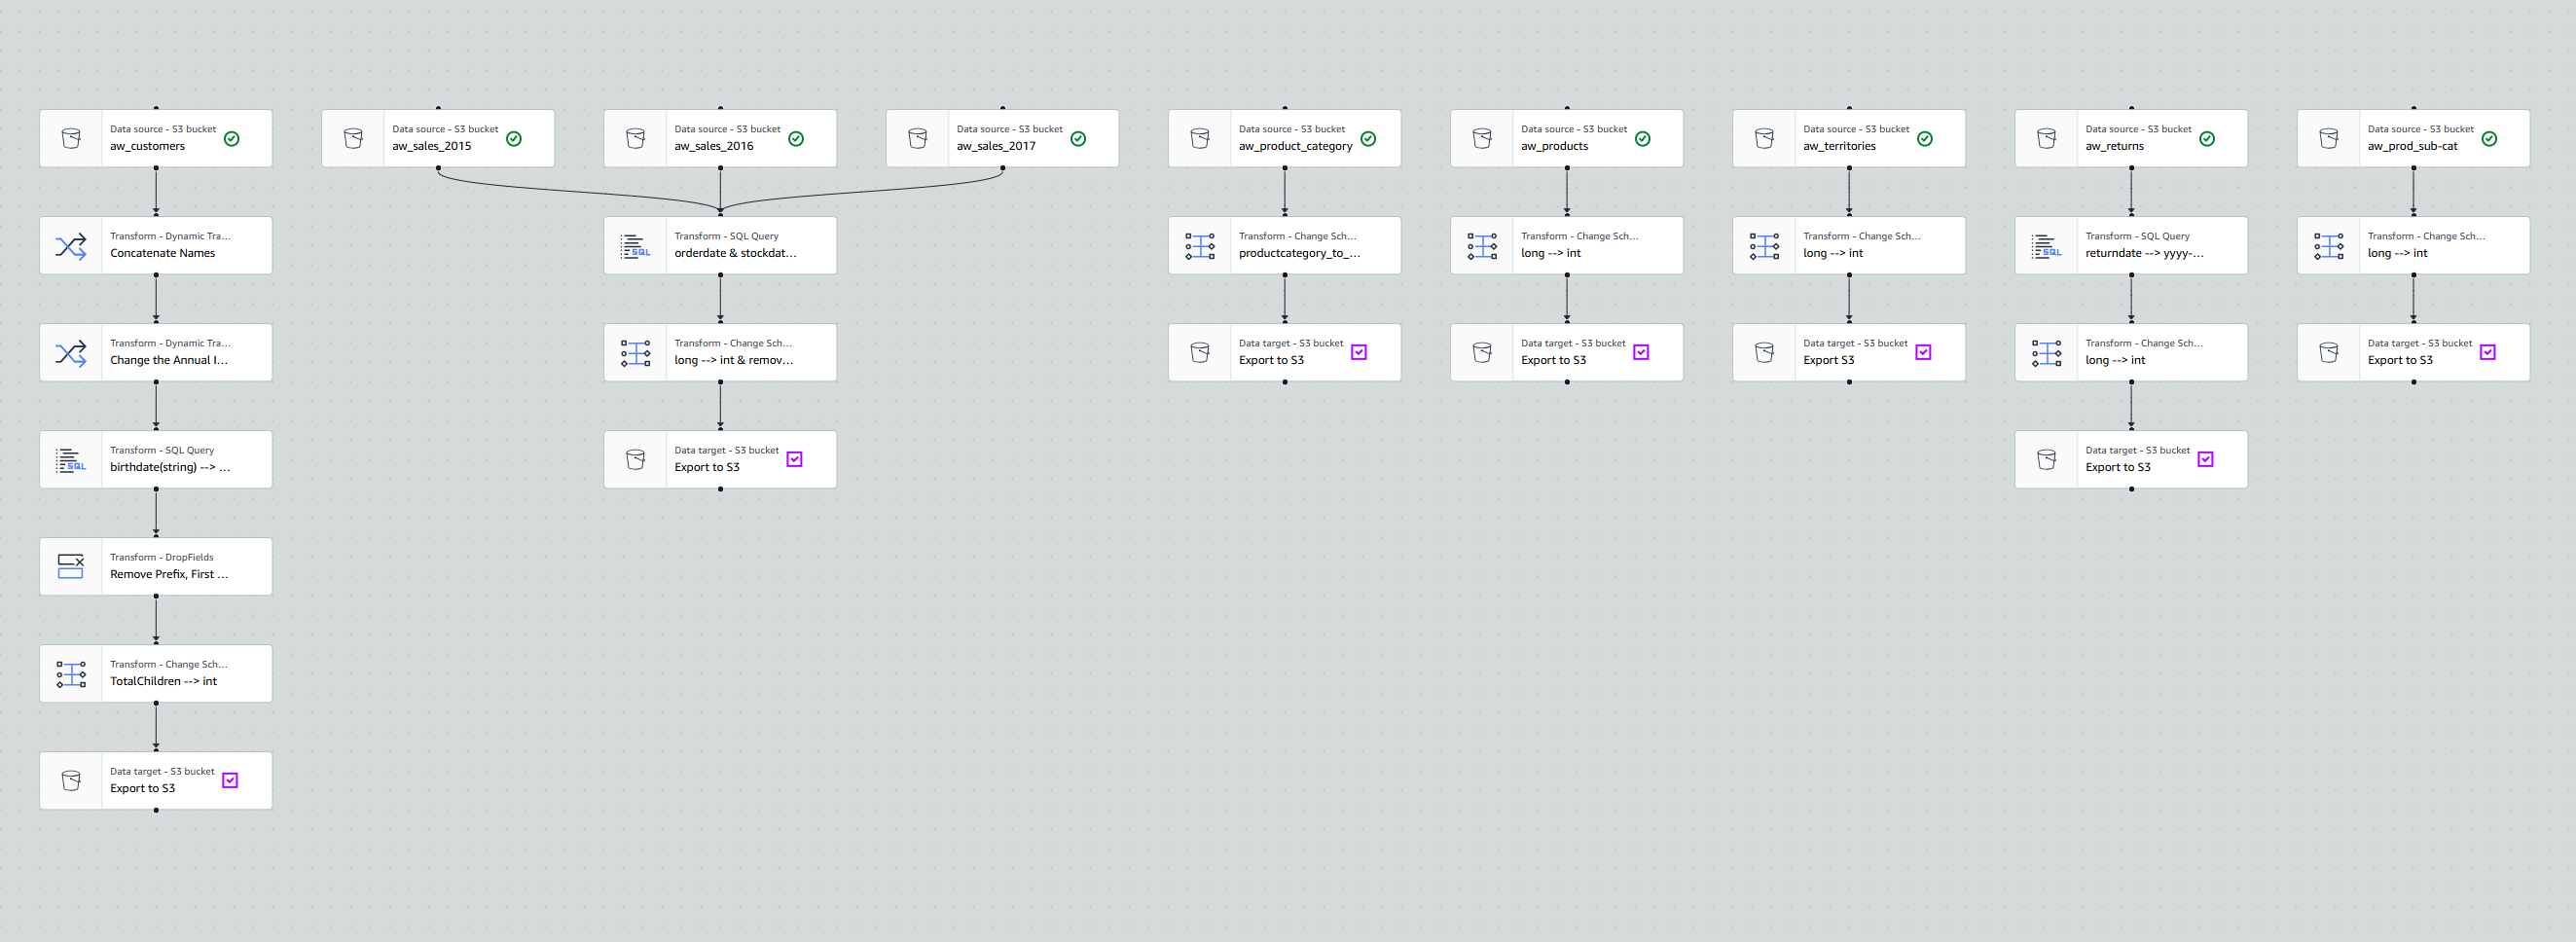 Data source - S3 bucket
aw_customers
Data source - S3 bucket
aw_sales_2015
Data source - S3 bucket
aw_sales_2016
Data source - S3 bucket
aw_sales_2017
Data source - S3 bucket
aw_product_category
Data source - S3 bucket
aw_products
Data source - S3 bucket
aw_territories
Data source - S3 bucket
aw_returns
Data source - S3 bucket
aw_prod_sub-cat
Transform - Dynamic Tra...
Concatenate Names
Transform - SQL Query
orderdate & stockdat...
Transform - Change Sch...
productcategory_to_...
Transform - Change Sch...
long --> int
Transform - Change Sch...
long --> int
Transform - SQL Query
returndate --> yyyy-...
Transform - Change Sch...
long --> int
Transform - Dynamic Tra...
Change the Annual I...
Transform - Change Sch...
long --> int & remov...
Data target - S3 bucket
Export to S3
Data target - S3 bucket
Export to S3
Data target - S3 bucket
Export S3
Transform - Change Sch...
long --> int
Data target - S3 bucket
Export to S3
Transform - SQL Query
birthdate(string) --> ...
SQL
Data target - S3 bucket
Export to S3
Data target - S3 bucket
Export to S3
Transform - DropFields
Remove Prefix, First ...
Transform - Change Sch...
TotalChildren --> int
Data target - S3 bucket
Export to S3